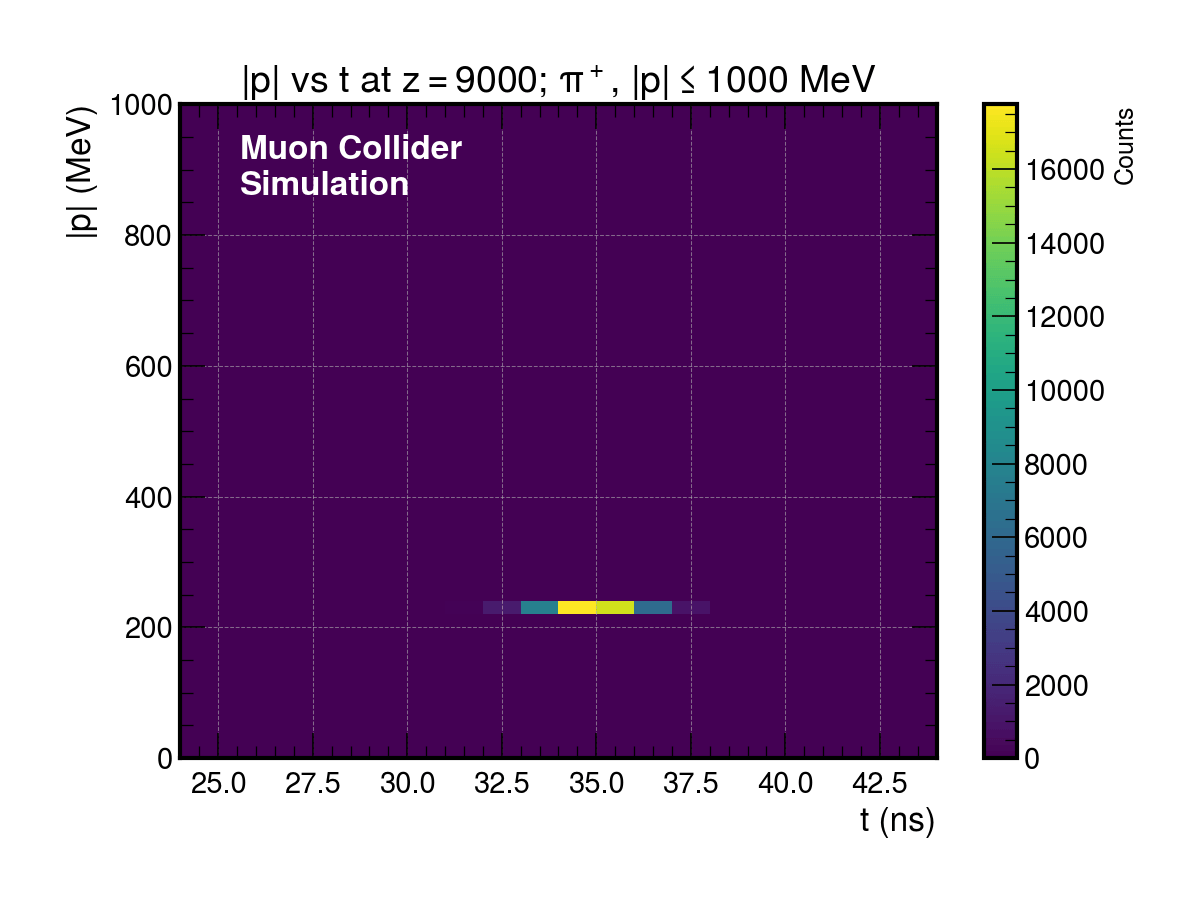 |p| vs t at z = 9000; π⁺, |p| ≤ 1000 MeV
Muon Collider
Simulation
|p| (MeV)
1000
800
600
400
200
0
25.0 27.5 30.0 32.5 35.0 37.5 40.0 42.5
t (ns)
Counts
16000
14000
12000
10000
8000
6000
4000
2000
0